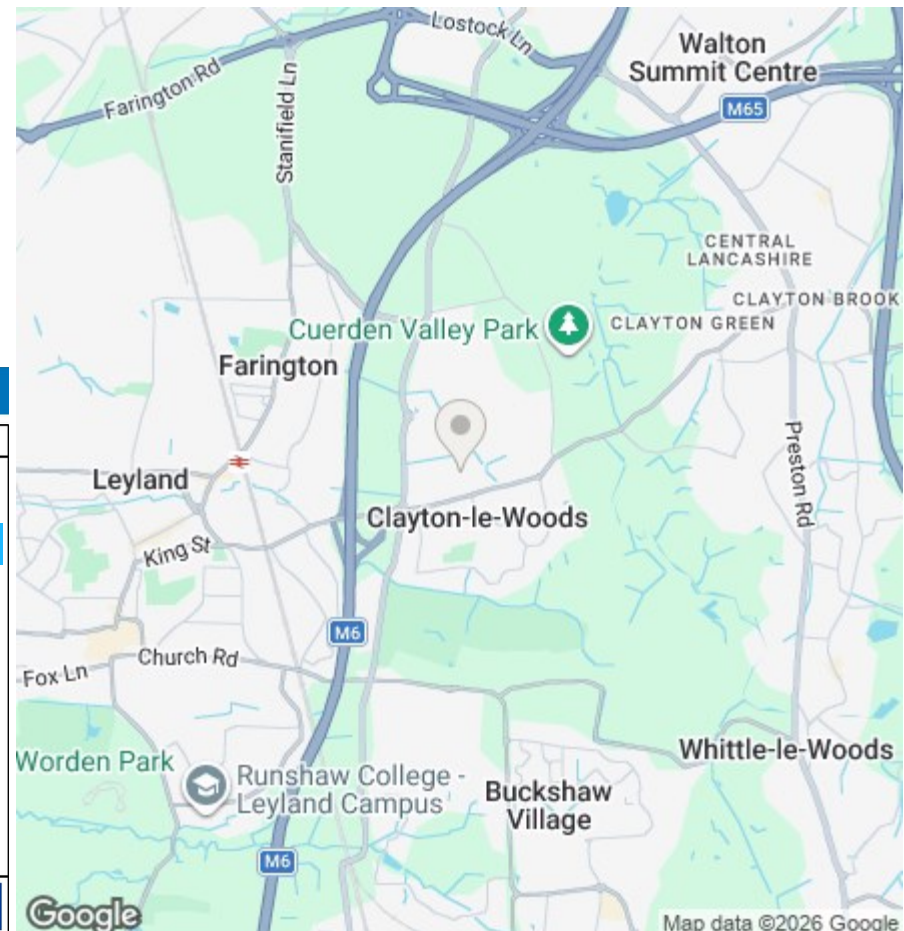 Lostock Ln
Walton
Summit Centre
Farington Rd
Stanifield Ln
M65
CENTRAL
LANCASHIRE
CLAYTON BROOK
Cuerden Valley Park
CLAYTON GREEN
Farington
Preston Rd
Leyland
Clayton-le-Woods
King St
M6
Church Rd
Fox Ln
Worden Park
Whittle-le-Woods
Runshaw College -
Leyland Campus
Buckshaw
Village
M6
Google
Map data ©2026 Google